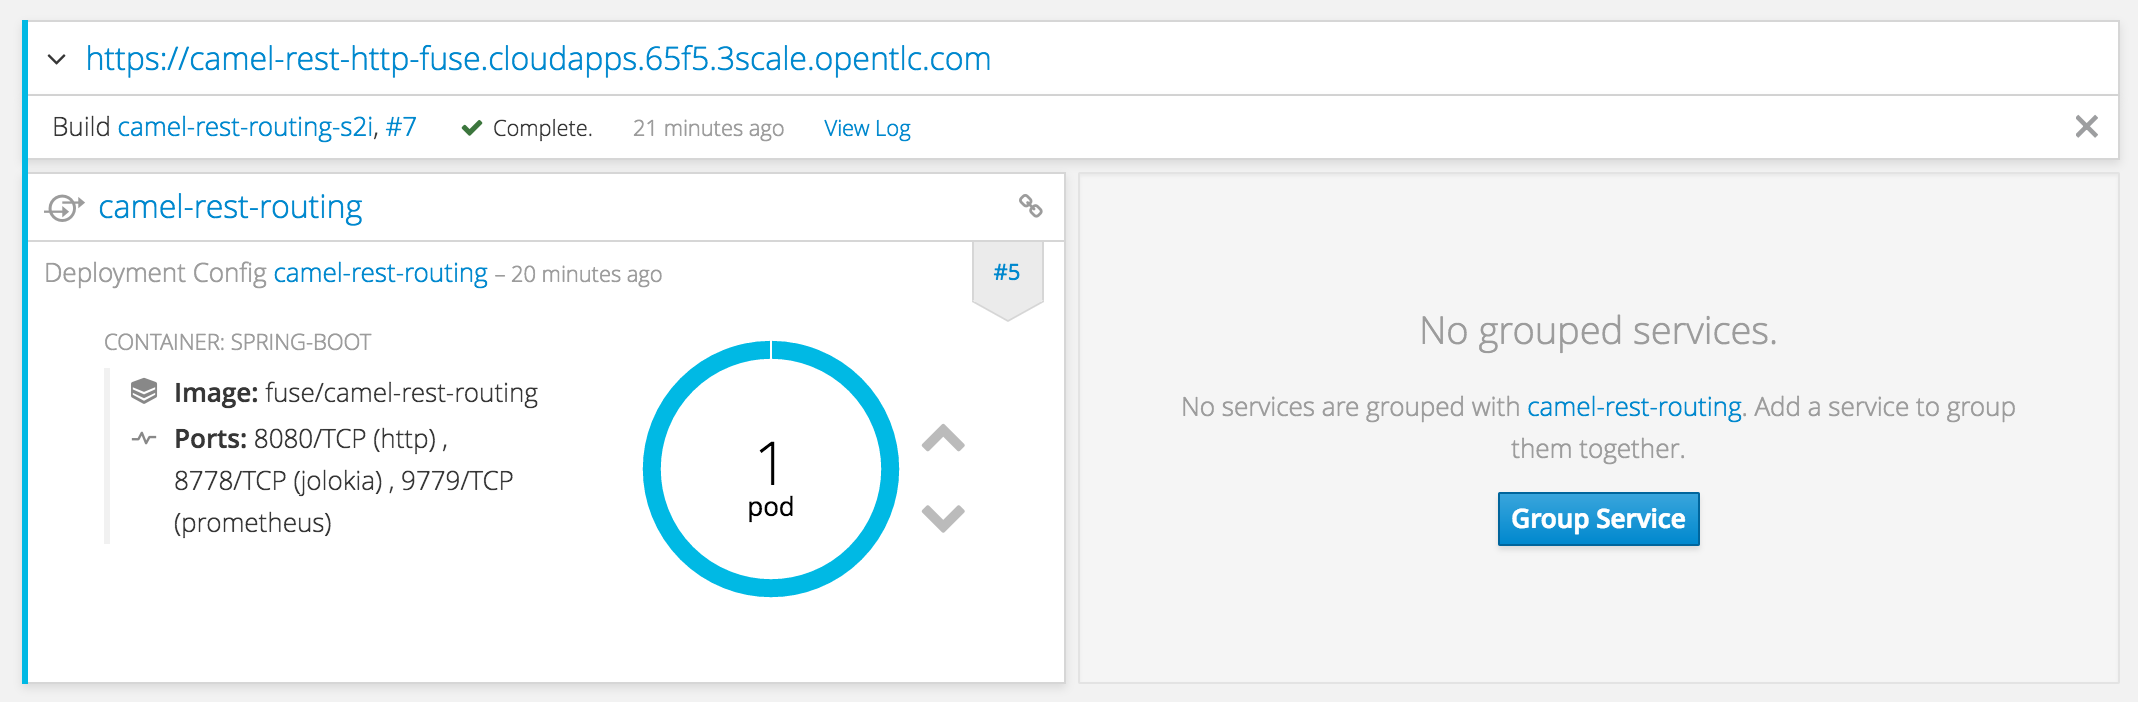 https://camel-rest-http-fuse.cloudapps.65f5.3scale.opentlc.com
Build camel-rest-routing-s2i, #7 Complete. 21 minutes ago View Log
camel-rest-routing
Deployment Config camel-rest-routing – 20 minutes ago
#5
CONTAINER: SPRING-BOOT
Image: fuse/camel-rest-routing
Ports: 8080/TCP (http) ,
8778/TCP (jolokia) , 9779/TCP
(prometheus)
1
pod
No grouped services.
No services are grouped with camel-rest-routing. Add a service to group
them together.
Group Service